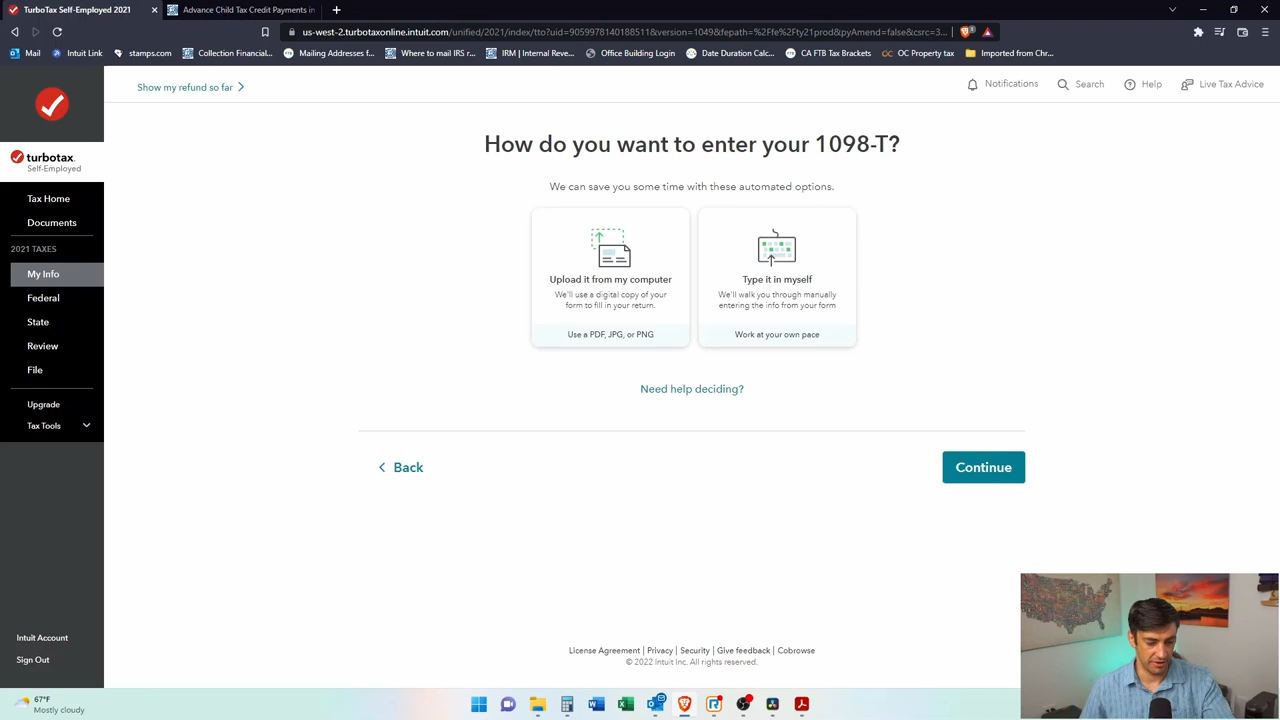 TurboTax Self-Employed 2021
Advance Child Tax Credit Payments in
us-west-2.turbotaxonline.intuit.com/unified/2021/index/tto?uid=9059978140188511&version=1049&fepath=%2Ffe%2Fty21prod&pyAmend=false&csrc=3...
Mail
Intuit Link
stamps.com
Collection Financial...
Mailing Addresses f...
Where to mail IRS r...
IRM | Internal Reve...
Office Building Login
Date Duration Calc...
CA FTB Tax Brackets
OC Property tax
Imported from Chr...
Show my refund so far
Notifications
Search
Help
Live Tax Advice
turbotax
Self-Employed
Tax Home
Documents
2021 TAXES
My Info
Federal
State
Review
File
Upgrade
Tax Tools
Intuit Account
Sign Out
How do you want to enter your 1098-T?
We can save you some time with these automated options.
Upload it from my computer
We'll use a digital copy of your
form to fill in your return.
Use a PDF, JPG, or PNG
Type it in myself
We'll walk you through manually
entering the info from your form
Work at your own pace
Need help deciding?
Back
Continue
License Agreement | Privacy | Security | Give feedback | Cobrowse
© 2022 Intuit Inc. All rights reserved.
67°F
Mostly cloudy